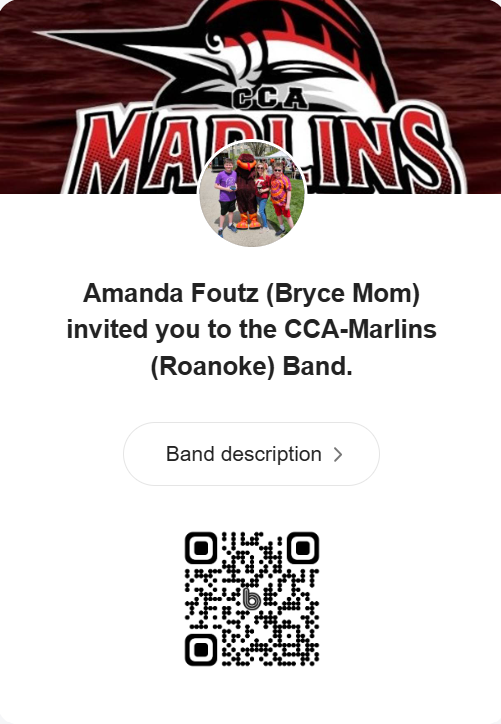 CCA
MARLINS
Amanda Foutz (Bryce Mom)
invited you to the CCA-Marlins
(Roanoke) Band.
Band description
b